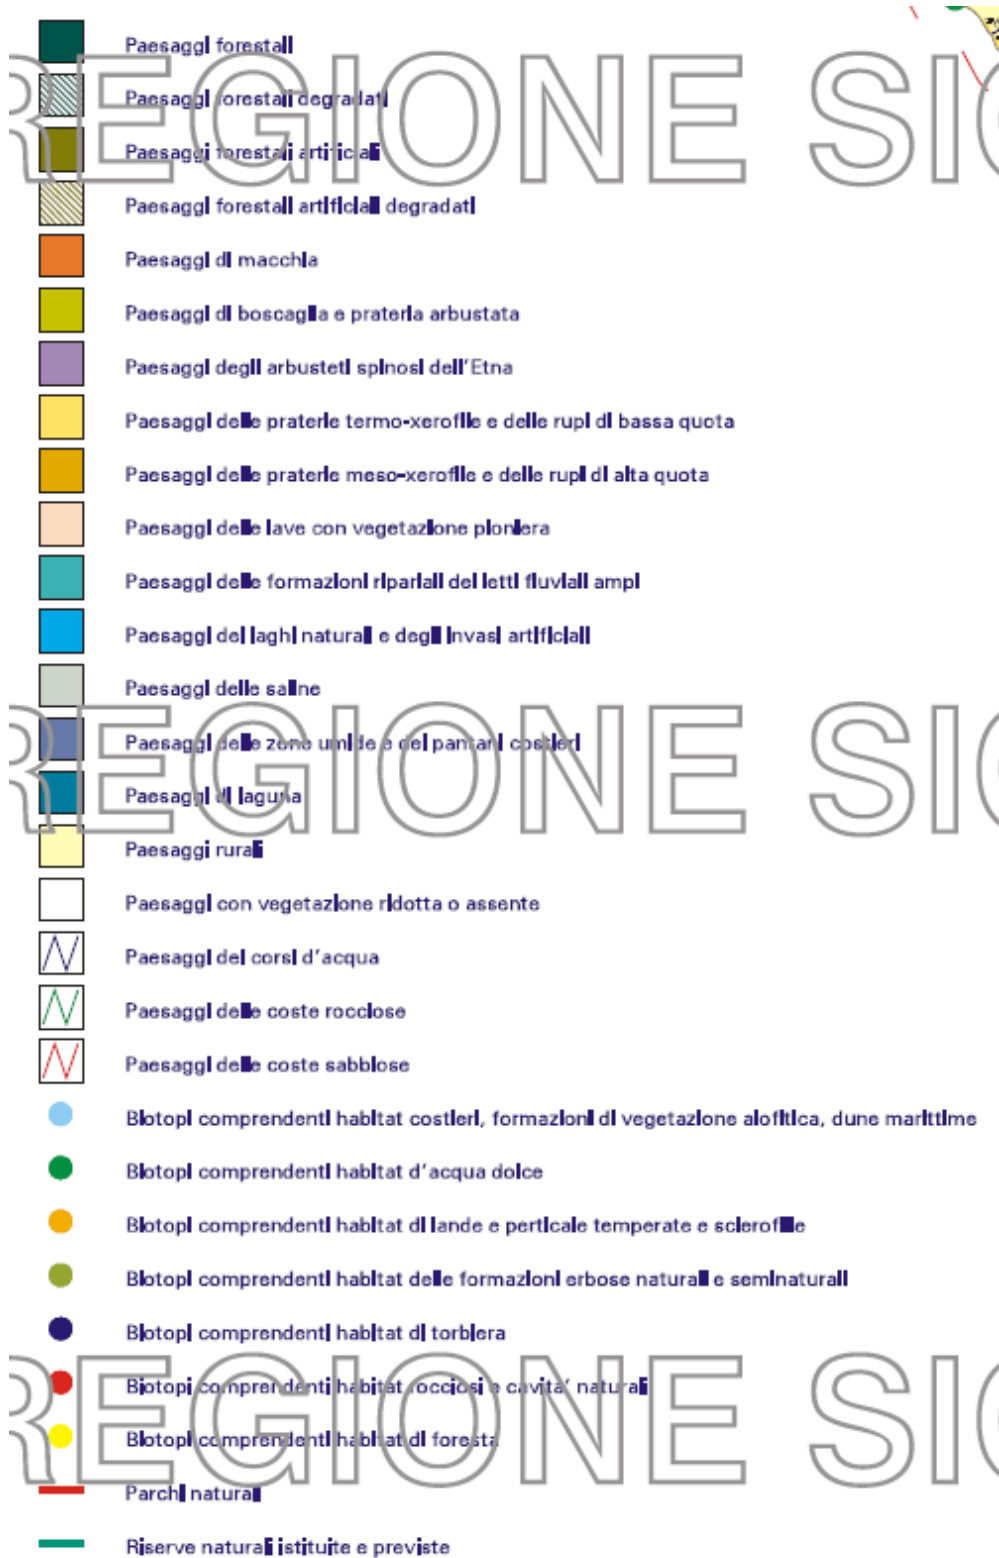 Paesaggi forestali
Paesaggi forestali degradati
REGIONE SI
Paesaggi forestali artificiali
Paesaggi forestali artificiali degradati
Paesaggi di macchia
Paesaggi di boscaglia e prateria arbustata
Paesaggi degli arbusteti spinosi dell'Etna
Paesaggi delle praterie termo-xerofile e delle rupi di bassa quota
Paesaggi delle praterie meso-xerofile e delle rupi di alta quota
Paesaggi delle lave con vegetazione pioniera
Paesaggi delle formazioni ripariali dei letti fluviali ampi
Paesaggi dei laghi naturali e degli invasi artificiali
Paesaggi delle saline
Paesaggi delle zone umide e dei pantani costieri
REGIONE SI
Paesaggi di laguna
Paesaggi rurali
Paesaggi con vegetazione ridotta o assente
Paesaggi dei corsi d'acqua
Paesaggi delle coste rocciose
Paesaggi delle coste sabbiose
Biotopi comprendenti habitat costieri, formazioni di vegetazione alofitica, dune marittime
Biotopi comprendenti habitat d'acqua dolce
Biotopi comprendenti habitat di lande e perticaie temperate e sclerofille
Biotopi comprendenti habitat delle formazioni erbose naturali e seminaturali
Biotopi comprendenti habitat di torbiera
Biotopi comprendenti habitat rocciosi e cavita' naturali
REGIONE SI
Biotopi comprendenti habitat di foresta
Parchi naturali
Riserve naturali istituite e previste